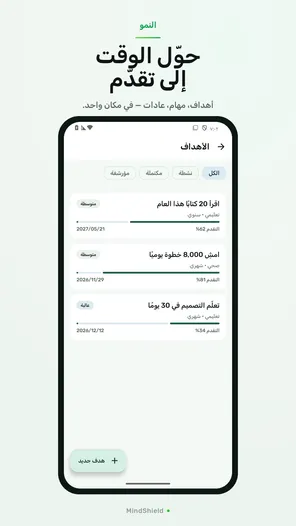 النمو
حوّل الوقت
إلى تقدّم
أهداف، مهام، عادات — في مكان واحد.
الأهداف
الكل
نشطة
مكتملة
مؤرشفة
اقرأ 20 كتابًا هذا العام
متوسطة
تعليمي • سنوي
التقدم 62%
2027/05/21
امشِ 8,000 خطوة يوميًا
متوسطة
صحي • شهري
التقدم 81%
2026/11/29
تعلّم التصميم في 30 يومًا
عالية
تعليمي • شهري
التقدم 34%
2026/12/12
+ هدف جديد
MindShield